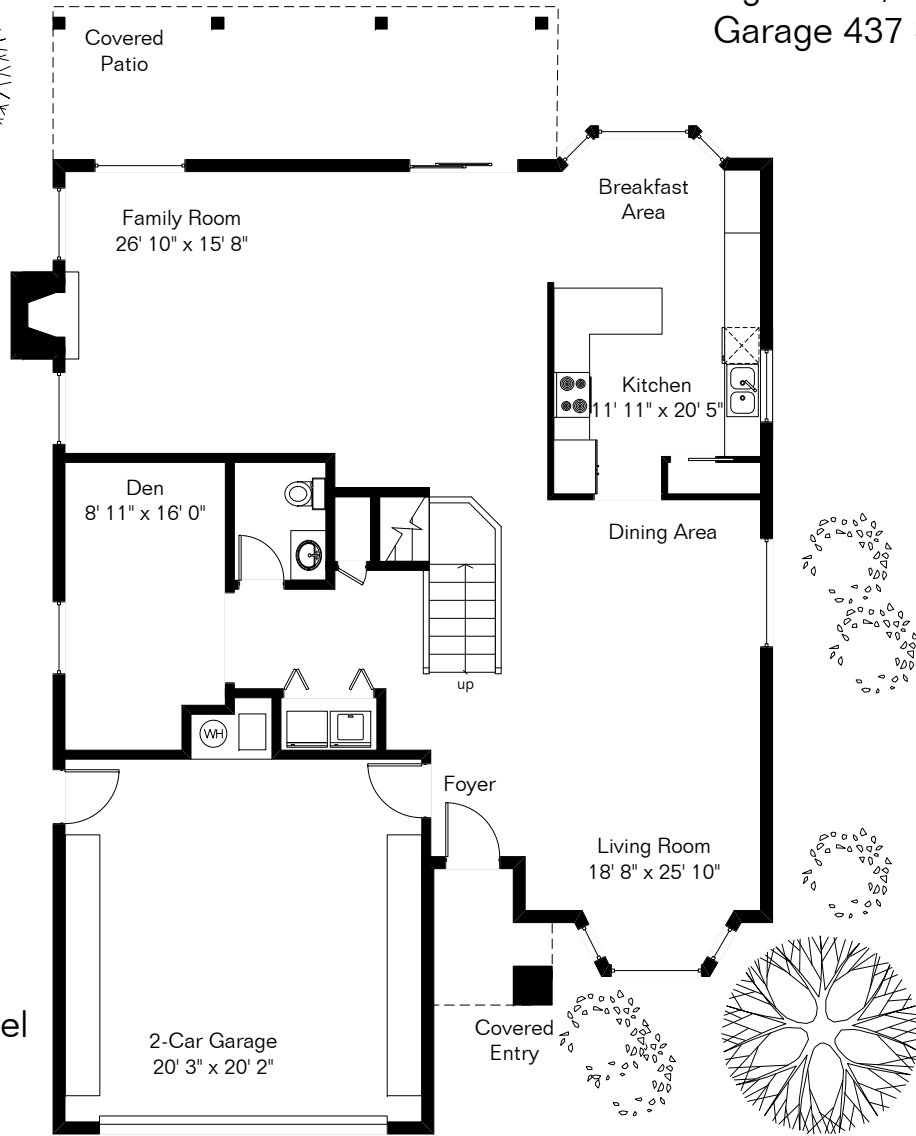 Garage 437
Covered
Patio
Breakfast
Area
Family Room
26' 10" x 15' 8"
Kitchen
11' 11" x 20' 5"
Den
8' 11" x 16' 0"
Dining Area
up
WH
Foyer
Living Room
18' 8" x 25' 10"
Covered
Entry
2-Car Garage
20' 3" x 20' 2"